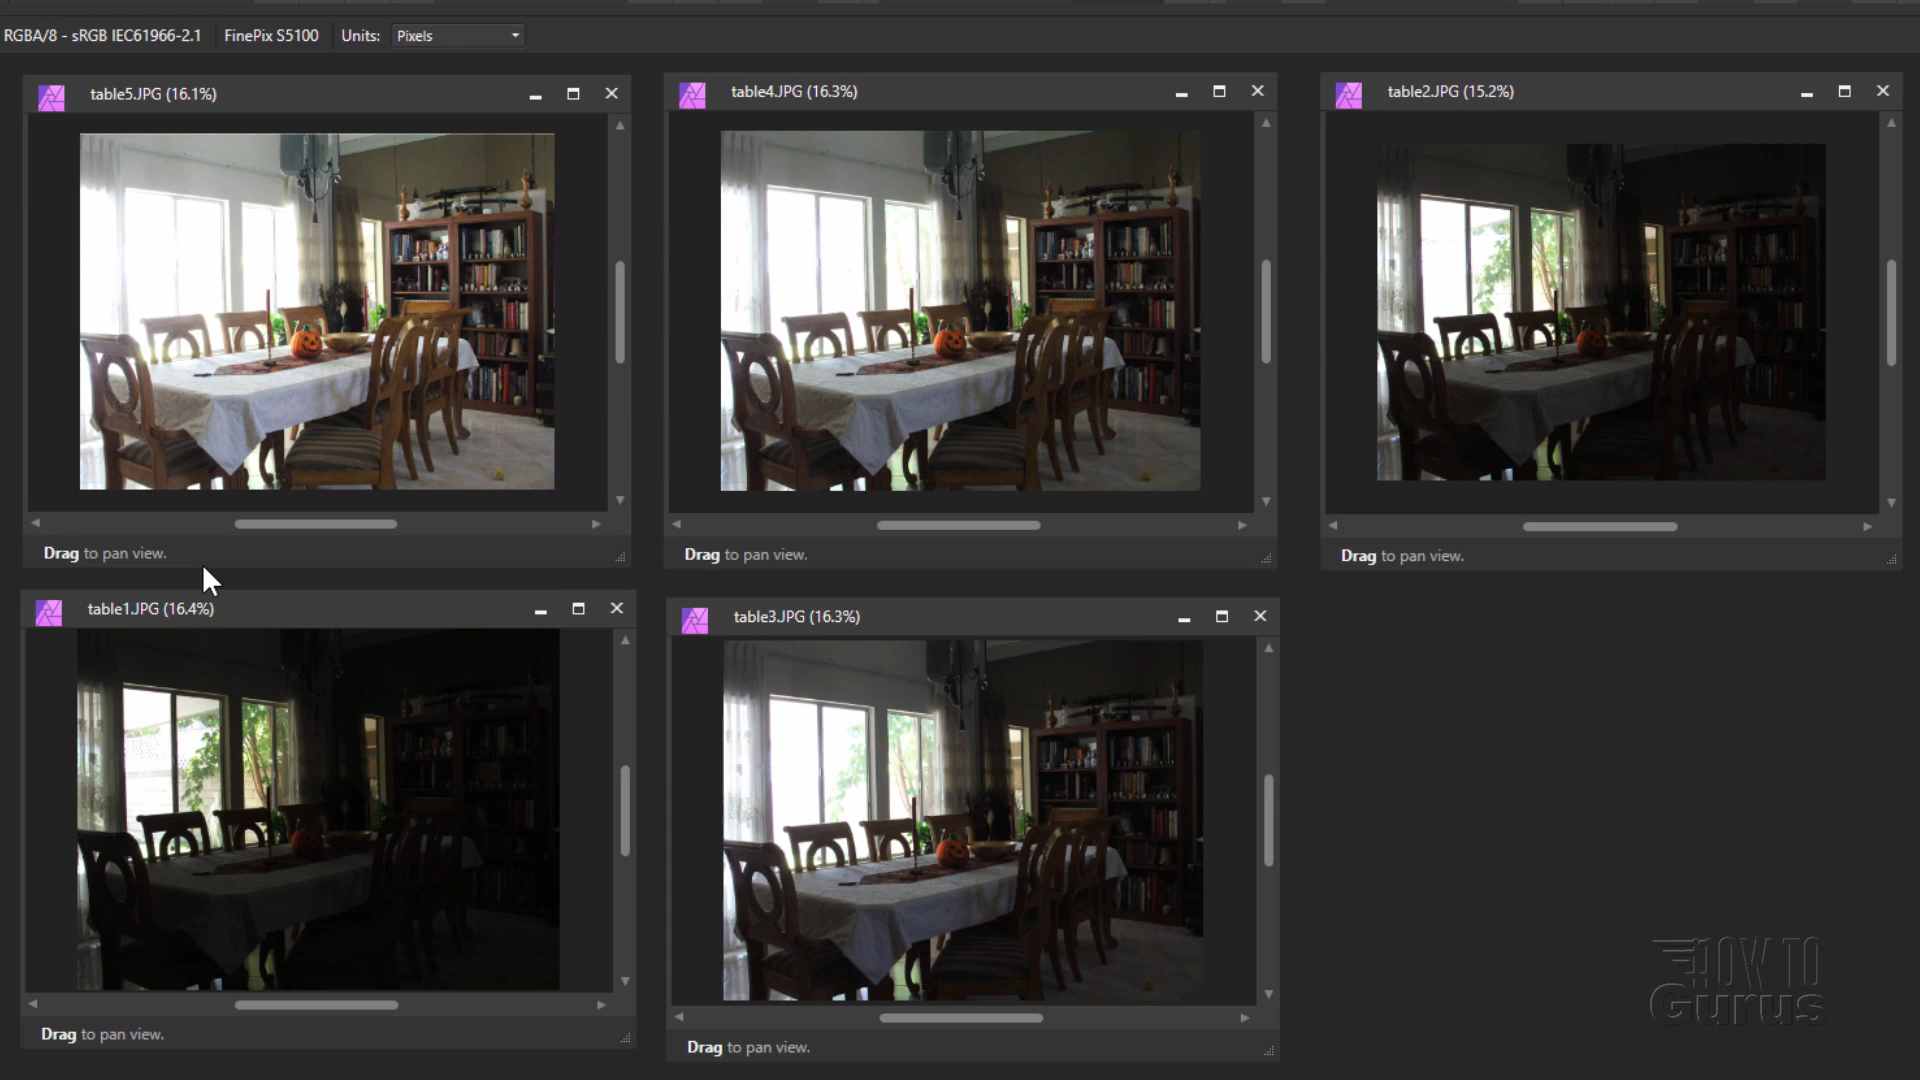 RGBA/8 - sRGB IEC61966-2.1 FinePix S5100 Units: Pixels
table5.JPG (16.1%)
table4.JPG (16.3%)
table2.JPG (15.2%)
Drag to pan view.
Drag to pan view.
Drag to pan view.
table1.JPG (16.4%)
table3.JPG (16.3%)
Drag to pan view.
Drag to pan view.
HOW TO
Gurus